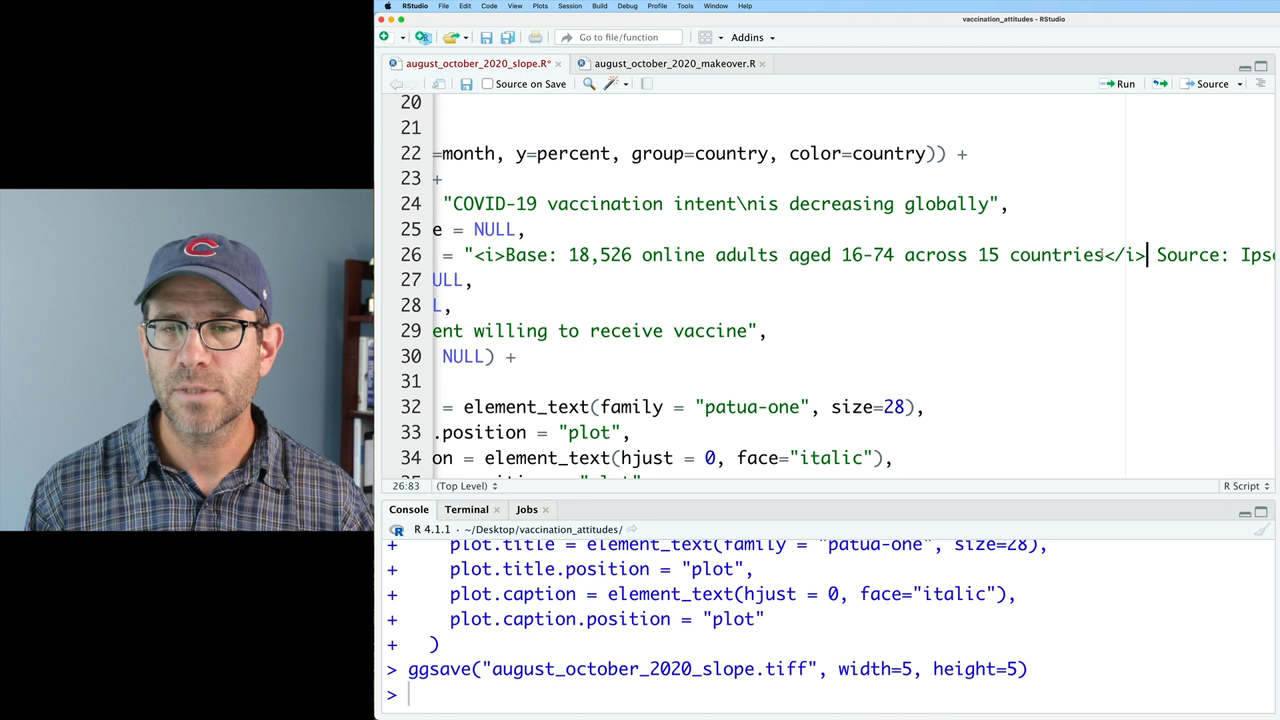 RStudio File Edit Code View Plots Session Build Debug Profile Tools Window Help
vaccination_attitudes - RStudio
Go to file/function Addins
august_october_2020_slope.R* august_october_2020_makeover.R
Source on Save Run Source
20
21
22 =month, y=percent, group=country, color=country)) +
23 +
24 "COVID-19 vaccination intent\nis decreasing globally",
25 e = NULL,
26 = "<i>Base: 18,526 online adults aged 16-74 across 15 countries</i> Source: Ips
27 ULL,
28 L,
29 ent willing to receive vaccine",
30 NULL) +
31
32 = element_text(family = "patua-one", size=28),
33 .position = "plot",
34 on = element_text(hjust = 0, face="italic"),
26:83 (Top Level) R Script
Console Terminal Jobs
R 4.1.1 · ~/Desktop/vaccination_attitudes/
+ plot.title = element_text(family = "patua-one", size=28),
+ plot.title.position = "plot",
+ plot.caption = element_text(hjust = 0, face="italic"),
+ plot.caption.position = "plot"
+ )
> ggsave("august_october_2020_slope.tiff", width=5, height=5)
>